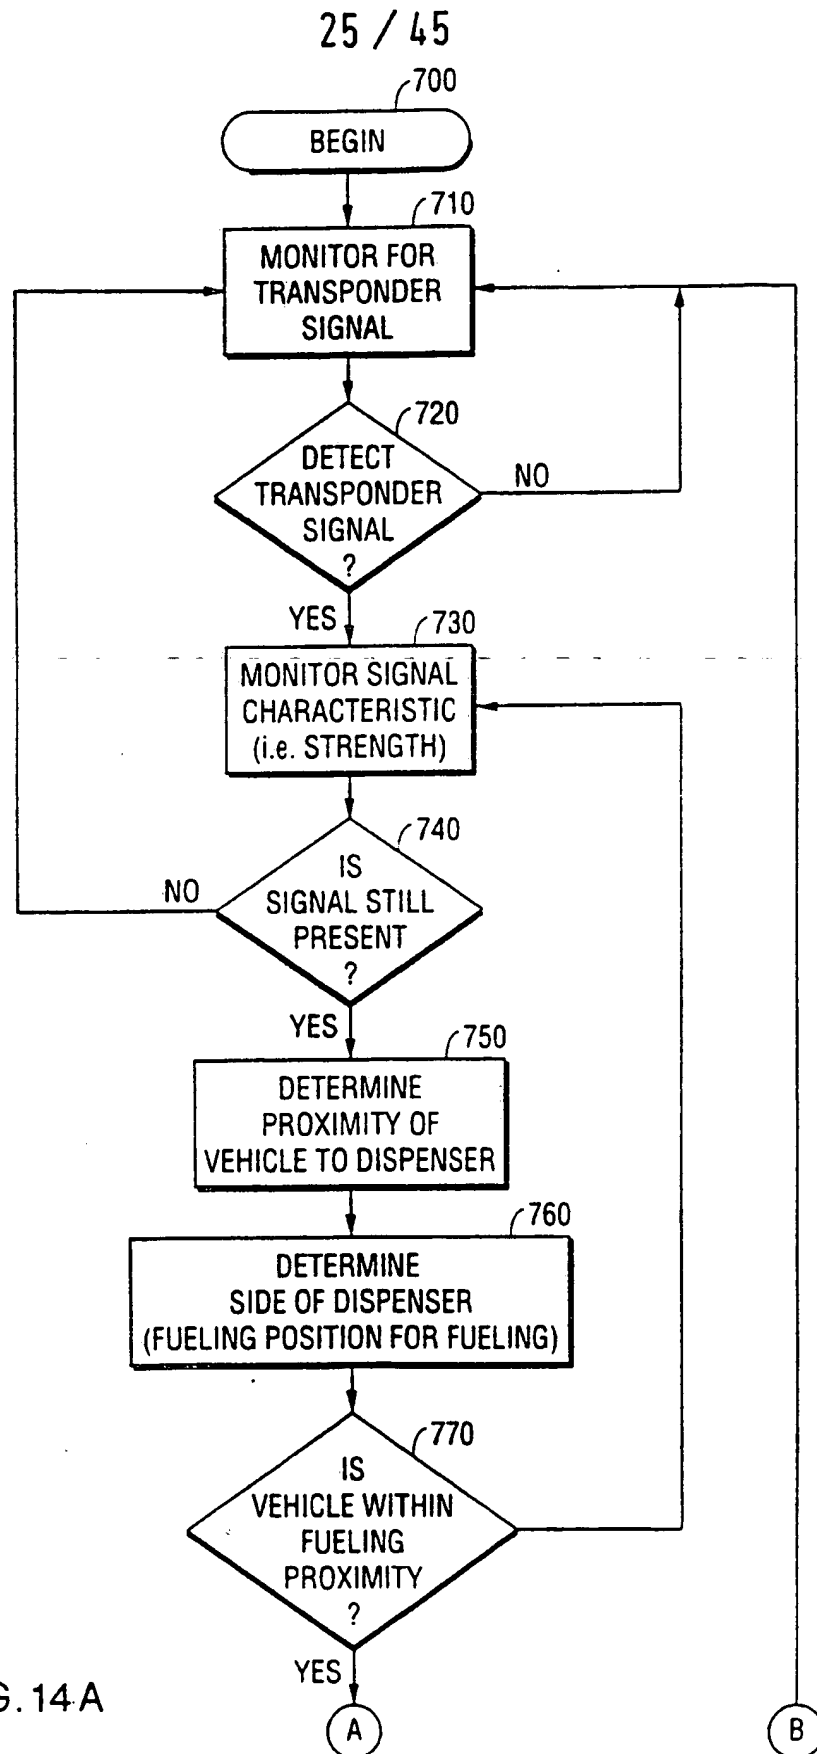 25 / 45
700
BEGIN
710
MONITOR FOR
TRANSPONDER
SIGNAL
720
DETECT
TRANSPONDER
SIGNAL
?
NO
YES
730
MONITOR SIGNAL
CHARACTERISTIC
(i.e. STRENGTH)
740
IS
SIGNAL STILL
PRESENT
?
NO
YES
750
DETERMINE
PROXIMITY OF
VEHICLE TO DISPENSER
760
DETERMINE
SIDE OF DISPENSER
(FUELING POSITION FOR FUELING)
770
IS
VEHICLE WITHIN
FUELING
PROXIMITY
?
YES
G. 14A
A
B